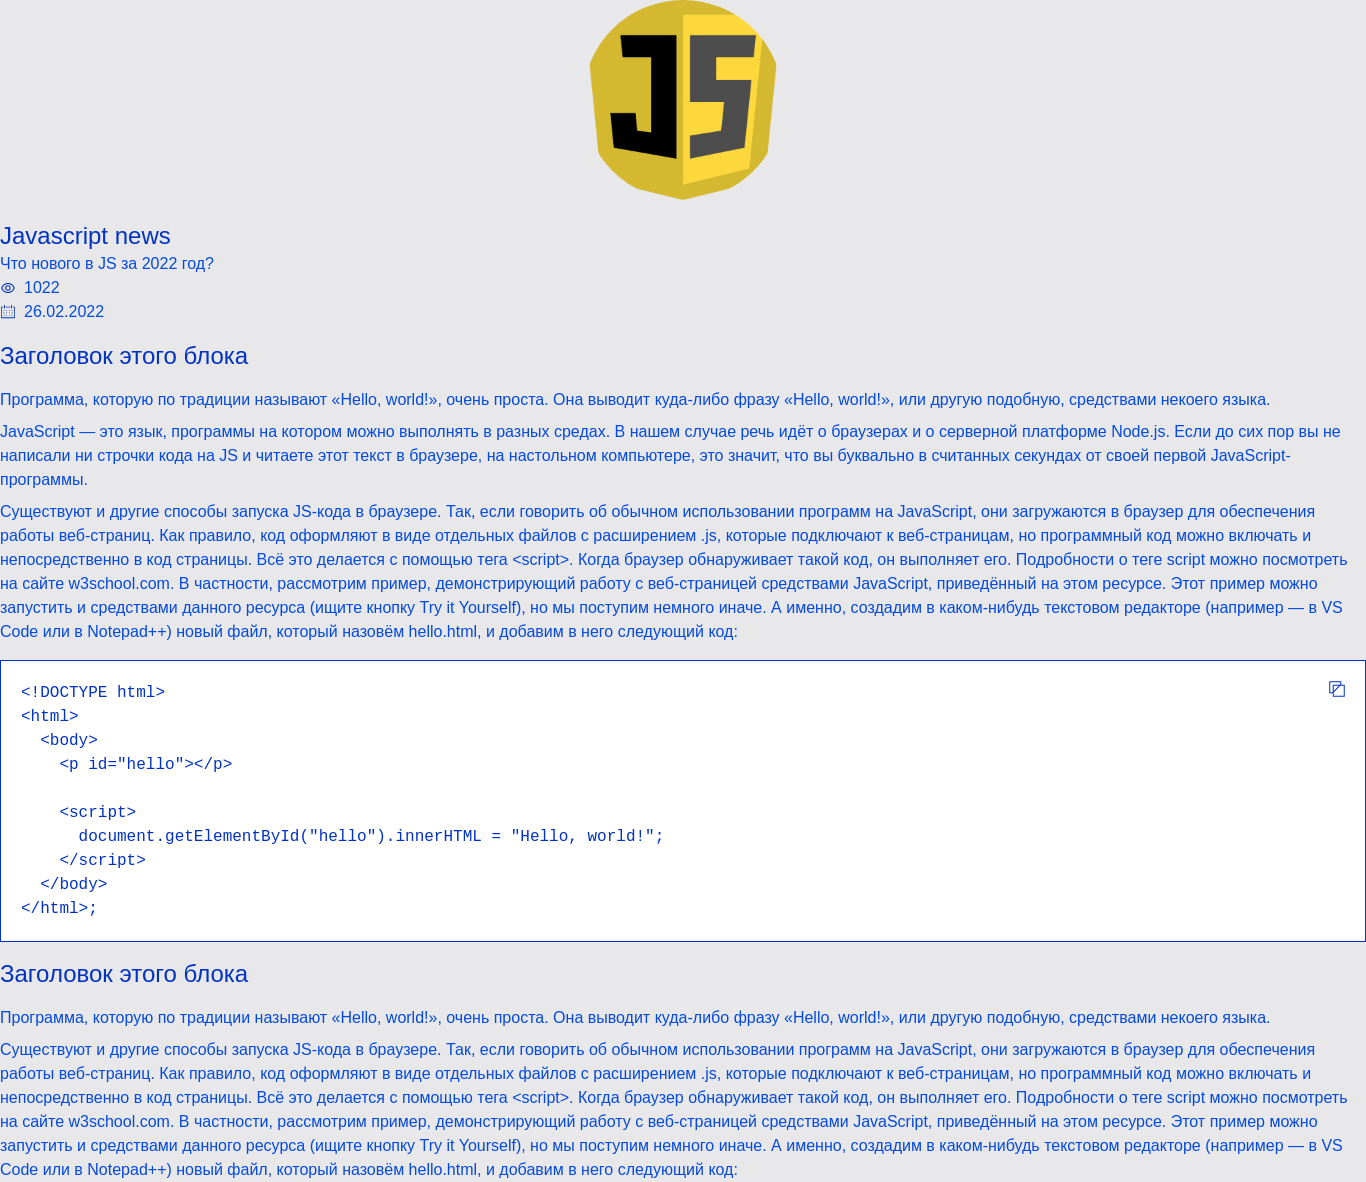 JS
Javascript news
Что нового в JS за 2022 год?
1022
26.02.2022
Заголовок этого блока
Программа, которую по традиции называют «Hello, world!», очень проста. Она выводит куда-либо фразу «Hello, world!», или другую подобную, средствами некоего языка.
JavaScript — это язык, программы на котором можно выполнять в разных средах. В нашем случае речь идёт о браузерах и о серверной платформе Node.js. Если до сих пор вы не
написали ни строчки кода на JS и читаете этот текст в браузере, на настольном компьютере, это значит, что вы буквально в считанных секундах от своей первой JavaScript-
программы.
Существуют и другие способы запуска JS-кода в браузере. Так, если говорить об обычном использовании программ на JavaScript, они загружаются в браузер для обеспечения
работы веб-страниц. Как правило, код оформляют в виде отдельных файлов с расширением .js, которые подключают к веб-страницам, но программный код можно включать и
непосредственно в код страницы. Всё это делается с помощью тега <script>. Когда браузер обнаруживает такой код, он выполняет его. Подробности о теге script можно посмотреть
на сайте w3school.com. В частности, рассмотрим пример, демонстрирующий работу с веб-страницей средствами JavaScript, приведённый на этом ресурсе. Этот пример можно
запустить и средствами данного ресурса (ищите кнопку Try it Yourself), но мы поступим немного иначе. А именно, создадим в каком-нибудь текстовом редакторе (например — в VS
Code или в Notepad++) новый файл, который назовём hello.html, и добавим в него следующий код:
<!DOCTYPE html>
<html>
  <body>
    <p id="hello"></p>
    <script>
      document.getElementById("hello").innerHTML = "Hello, world!";
    </script>
  </body>
</html>;
Заголовок этого блока
Программа, которую по традиции называют «Hello, world!», очень проста. Она выводит куда-либо фразу «Hello, world!», или другую подобную, средствами некоего языка.
Существуют и другие способы запуска JS-кода в браузере. Так, если говорить об обычном использовании программ на JavaScript, они загружаются в браузер для обеспечения
работы веб-страниц. Как правило, код оформляют в виде отдельных файлов с расширением .js, которые подключают к веб-страницам, но программный код можно включать и
непосредственно в код страницы. Всё это делается с помощью тега <script>. Когда браузер обнаруживает такой код, он выполняет его. Подробности о теге script можно посмотреть
на сайте w3school.com. В частности, рассмотрим пример, демонстрирующий работу с веб-страницей средствами JavaScript, приведённый на этом ресурсе. Этот пример можно
запустить и средствами данного ресурса (ищите кнопку Try it Yourself), но мы поступим немного иначе. А именно, создадим в каком-нибудь текстовом редакторе (например — в VS
Code или в Notepad++) новый файл, который назовём hello.html, и добавим в него следующий код: